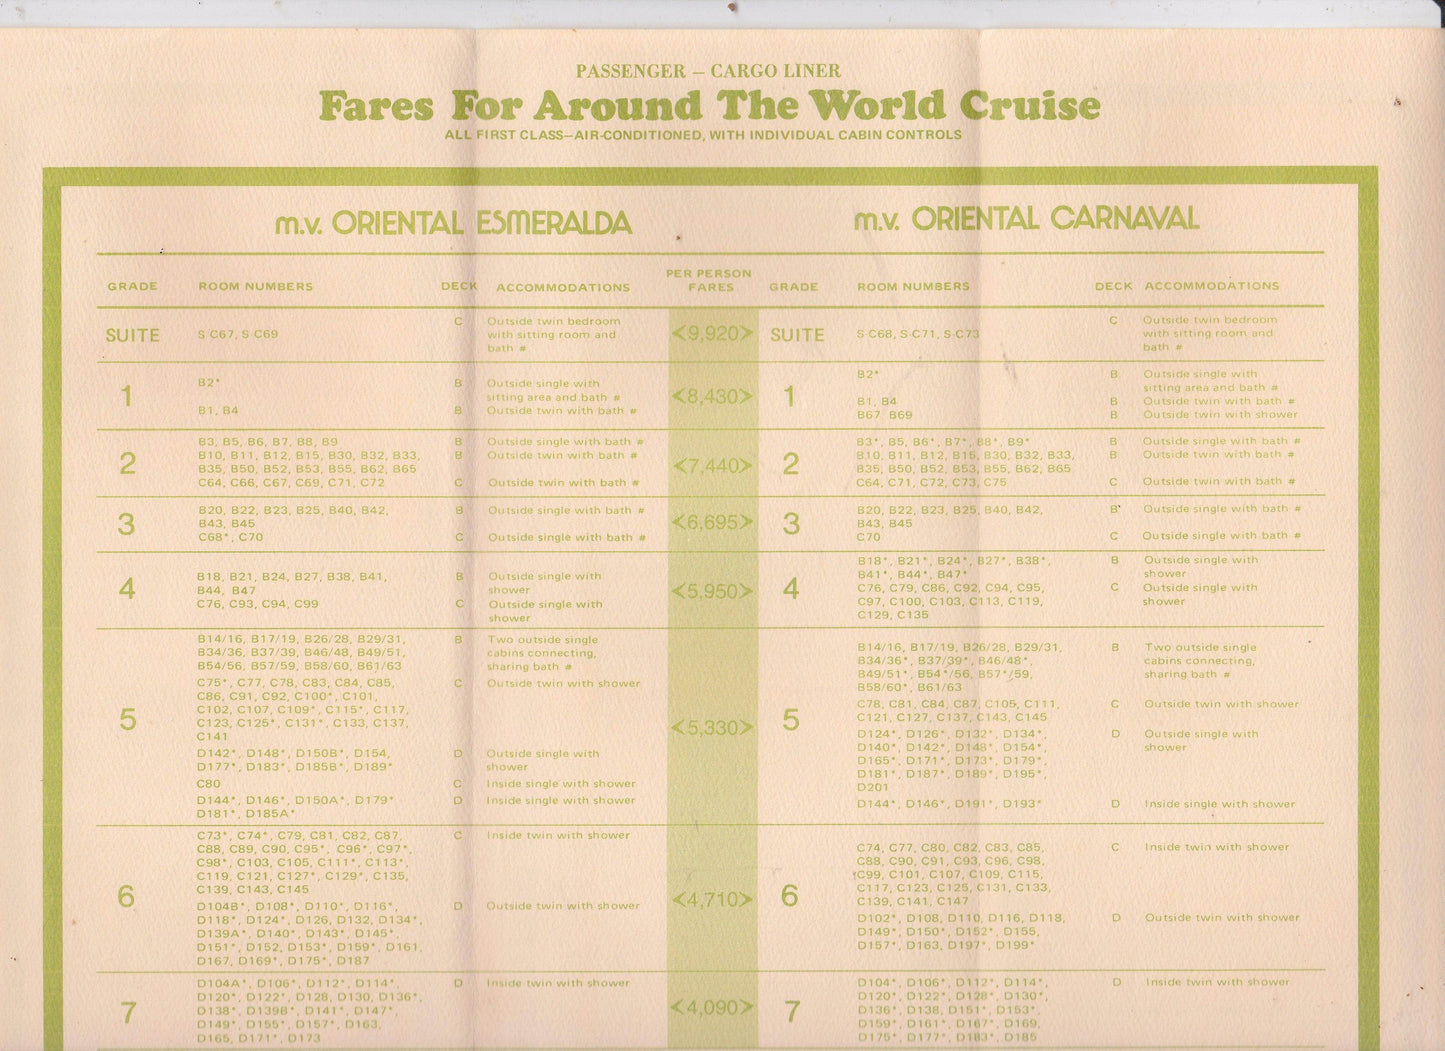 PASSENGER – CARGO LINER
Fares For Around The World Cruise
ALL FIRST CLASS—AIR-CONDITIONED, WITH INDIVIDUAL CABIN CONTROLS
m.v. ORIENTAL ESMERALDA
m.v. ORIENTAL CARNAVAL
GRADE ROOM NUMBERS DECK ACCOMMODATIONS PER PERSON FARES GRADE ROOM NUMBERS DECK ACCOMMODATIONS
SUITE
S-C67, S-C69
C Outside twin bedroom
with sitting room and
bath #
<9,920>
SUITE
S-C68, S-C71, S-C73
C Outside twin bedroom
with sitting room and
bath #
1
B2*
B Outside single with
sitting area and bath #
B1, B4
B Outside twin with bath #
<8,430>
1
B2*
B Outside single with
sitting area and bath #
B1, B4
B Outside twin with bath #
B67, B69
B Outside twin with shower
2
B3, B5, B6, B7, B8, B9
B Outside single with bath #
B10, B11, B12, B15, B30, B32, B33,
B Outside twin with bath #
B35, B50, B52, B53, B55, B62, B65
C64, C66, C67, C69, C71, C72
C Outside twin with bath #
<7,440>
2
B3*, B5, B6*, B7*, B8*, B9*
B Outside single with bath #
B10, B11, B12, B15, B30, B32, B33,
B Outside twin with bath #
B35, B50, B52, B53, B55, B62, B65
C64, C71, C72, C73, C75
C Outside twin with bath #
3
B20, B22, B23, B25, B40, B42,
B Outside single with bath #
B43, B45
C68*, C70
C Outside single with bath #
<6,695>
3
B20, B22, B23, B25, B40, B42,
B Outside single with bath #
B43, B45
C70
C Outside single with bath #
4
B18, B21, B24, B27, B38, B41,
B Outside single with
B44, B47
shower
C76, C93, C94, C99
C Outside single with
shower
<5,950>
4
B18*, B21*, B24*, B27*, B38*,
B Outside single with
B41*, B44*, B47*
shower
C76, C79, C86, C92, C94, C95,
C Outside single with
C97, C100, C103, C113, C119,
shower
C129, C135
5
B14/16, B17/19, B26/28, B29/31,
B Two outside single
B34/36, B37/39, B46/48, B49/51,
cabins connecting,
B54/56, B57/59, B58/60, B61/63
sharing bath #
C75*, C77, C78, C83, C84, C85,
C Outside twin with shower
C86, C91, C92, C100*, C101,
C102, C107, C109*, C115*, C117,
C123, C125*, C131*, C133, C137,
C141
D142*, D148*, D150B*, D154,
D Outside single with
D177*, D183*, D185B*, D189*
shower
C80
C Inside single with shower
D144*, D146*, D150A*, D179*
D Inside single with shower
D181*, D185A*
<5,330>
5
B14/16, B17/19, B26/28, B29/31,
B Two outside single
B34/36*, B37/39*, B46/48*,
cabins connecting,
B49/51*, B54*/56, B57*/59,
sharing bath #
B58/60*, B61/63
C78, C81, C84, C87, C105, C111,
C Outside twin with shower
C121, C127, C137, C143, C145
D124*, D126*, D132*, D134*,
D Outside single with
D140*, D142*, D148*, D154*,
shower
D165*, D171*, D173*, D179*,
D181*, D187*, D189*, D195*,
D201
D144*, D146*, D191*, D193*
D Inside single with shower
6
C73*, C74*, C79, C81, C82, C87,
C Inside twin with shower
C88, C89, C90, C95*, C96*, C97*,
C98*, C103, C105, C111*, C113*,
C119, C121, C127*, C129*, C135,
C139, C143, C145
D104B*, D108*, D110*, D116*,
D Outside twin with shower
D118*, D124*, D126, D132, D134*,
D139A*, D140*, D143*, D145*,
D151*, D152, D153*, D159*, D161,
D167, D169*, D175*, D187
<4,710>
6
C74, C77, C80, C82, C83, C85,
C Inside twin with shower
C88, C90, C91, C93, C96, C98,
C99, C101, C107, C109, C115,
C117, C123, C125, C131, C133,
C139, C141, C147
D102*, D108, D110, D116, D118,
D Outside twin with shower
D149*, D150*, D152*, D155,
D157*, D163, D197*, D199*
7
D104A*, D106*, D112*, D114*,
D Inside twin with shower
D120*, D122*, D128, D130, D136*,
D138*, D139B*, D141*, D147*,
D149*, D155*, D157*, D163,
D165, D171*, D173
<4,090>
7
D104*, D106*, D112*, D114*,
D Inside twin with shower
D120*, D122*, D128*, D130*,
D136*, D138, D151*, D153*,
D159*, D161*, D167*, D169,
D175*, D177*, D183*, D185